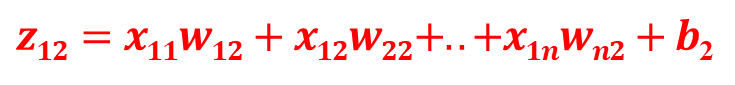 z₁₂ = x₁₁w₁₂ + x₁₂w₂₂+..+x₁ₙwₙ₂ + b₂